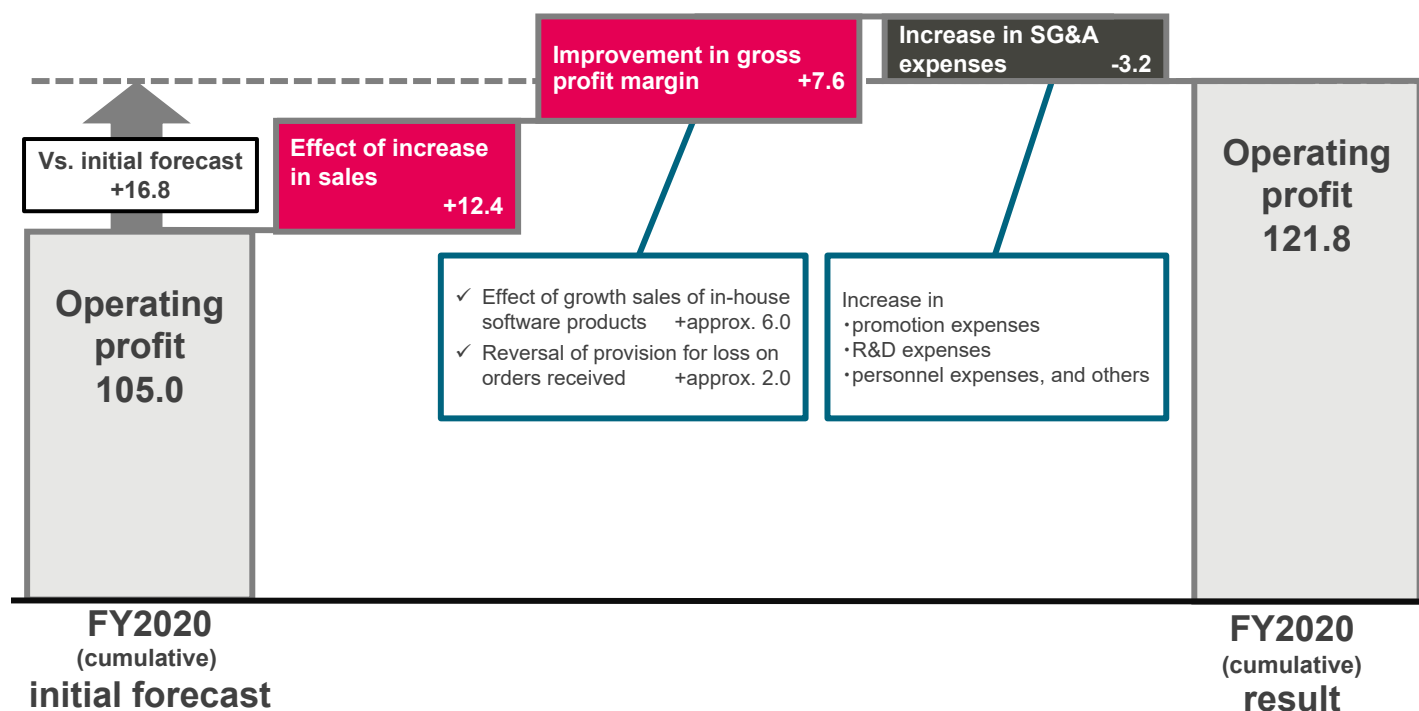 Vs. initial forecast
+16.8
Operating
profit
105.0
Effect of increase
in sales
+12.4
Improvement in gross
profit margin +7.6
Increase in SG&A
expenses -3.2
✓ Effect of growth sales of in-house
software products +approx. 6.0
✓ Reversal of provision for loss on
orders received +approx. 2.0
Increase in
・promotion expenses
・R&D expenses
・personnel expenses, and others
Operating
profit
121.8
FY2020
(cumulative)
initial forecast
FY2020
(cumulative)
result